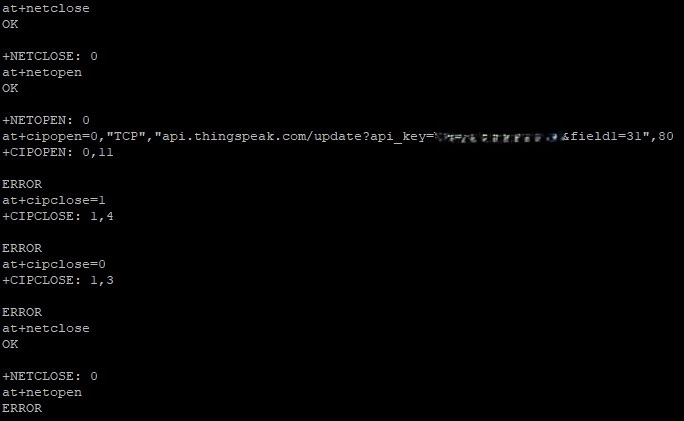 at+netclose
OK
+NETCLOSE: 0
at+netopen
OK
+NETOPEN: 0
at+cipopen=0,"TCP","api.thingspeak.com/update?api_key= &field1=31",80
+CIPOPEN: 0,11
ERROR
at+cipclose=1
+CIPCLOSE: 1,4
ERROR
at+cipclose=0
+CIPCLOSE: 1,3
ERROR
at+netclose
OK
+NETCLOSE: 0
at+netopen
ERROR